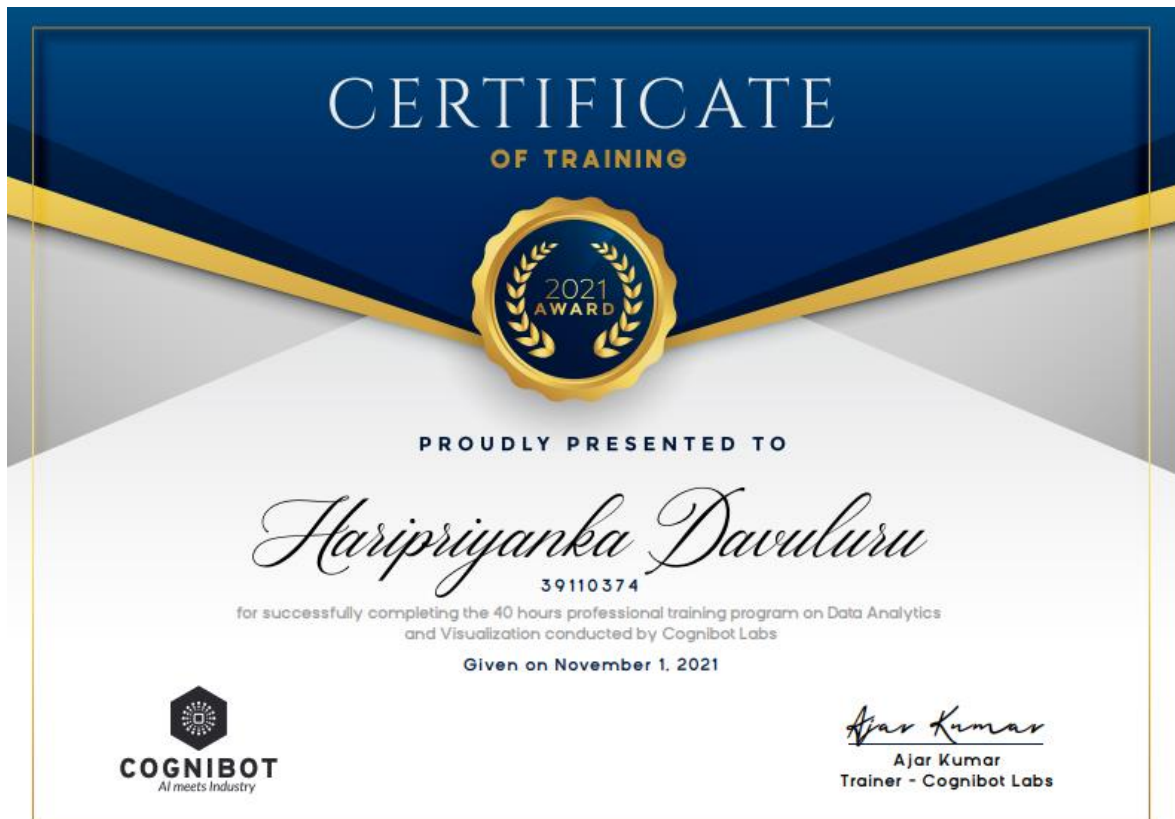 CERTIFICATE
OF TRAINING
2021
AWARD
PROUDLY PRESENTED TO
Haripriyanka Davuluru
39110374
for successfully completing the 40 hours professional training program on Data Analytics
and Visualization conducted by Cognibot Labs
Given on November 1, 2021
COGNIBOT
AI meets Industry
Ajar Kumar
Ajar Kumar
Trainer - Cognibot Labs